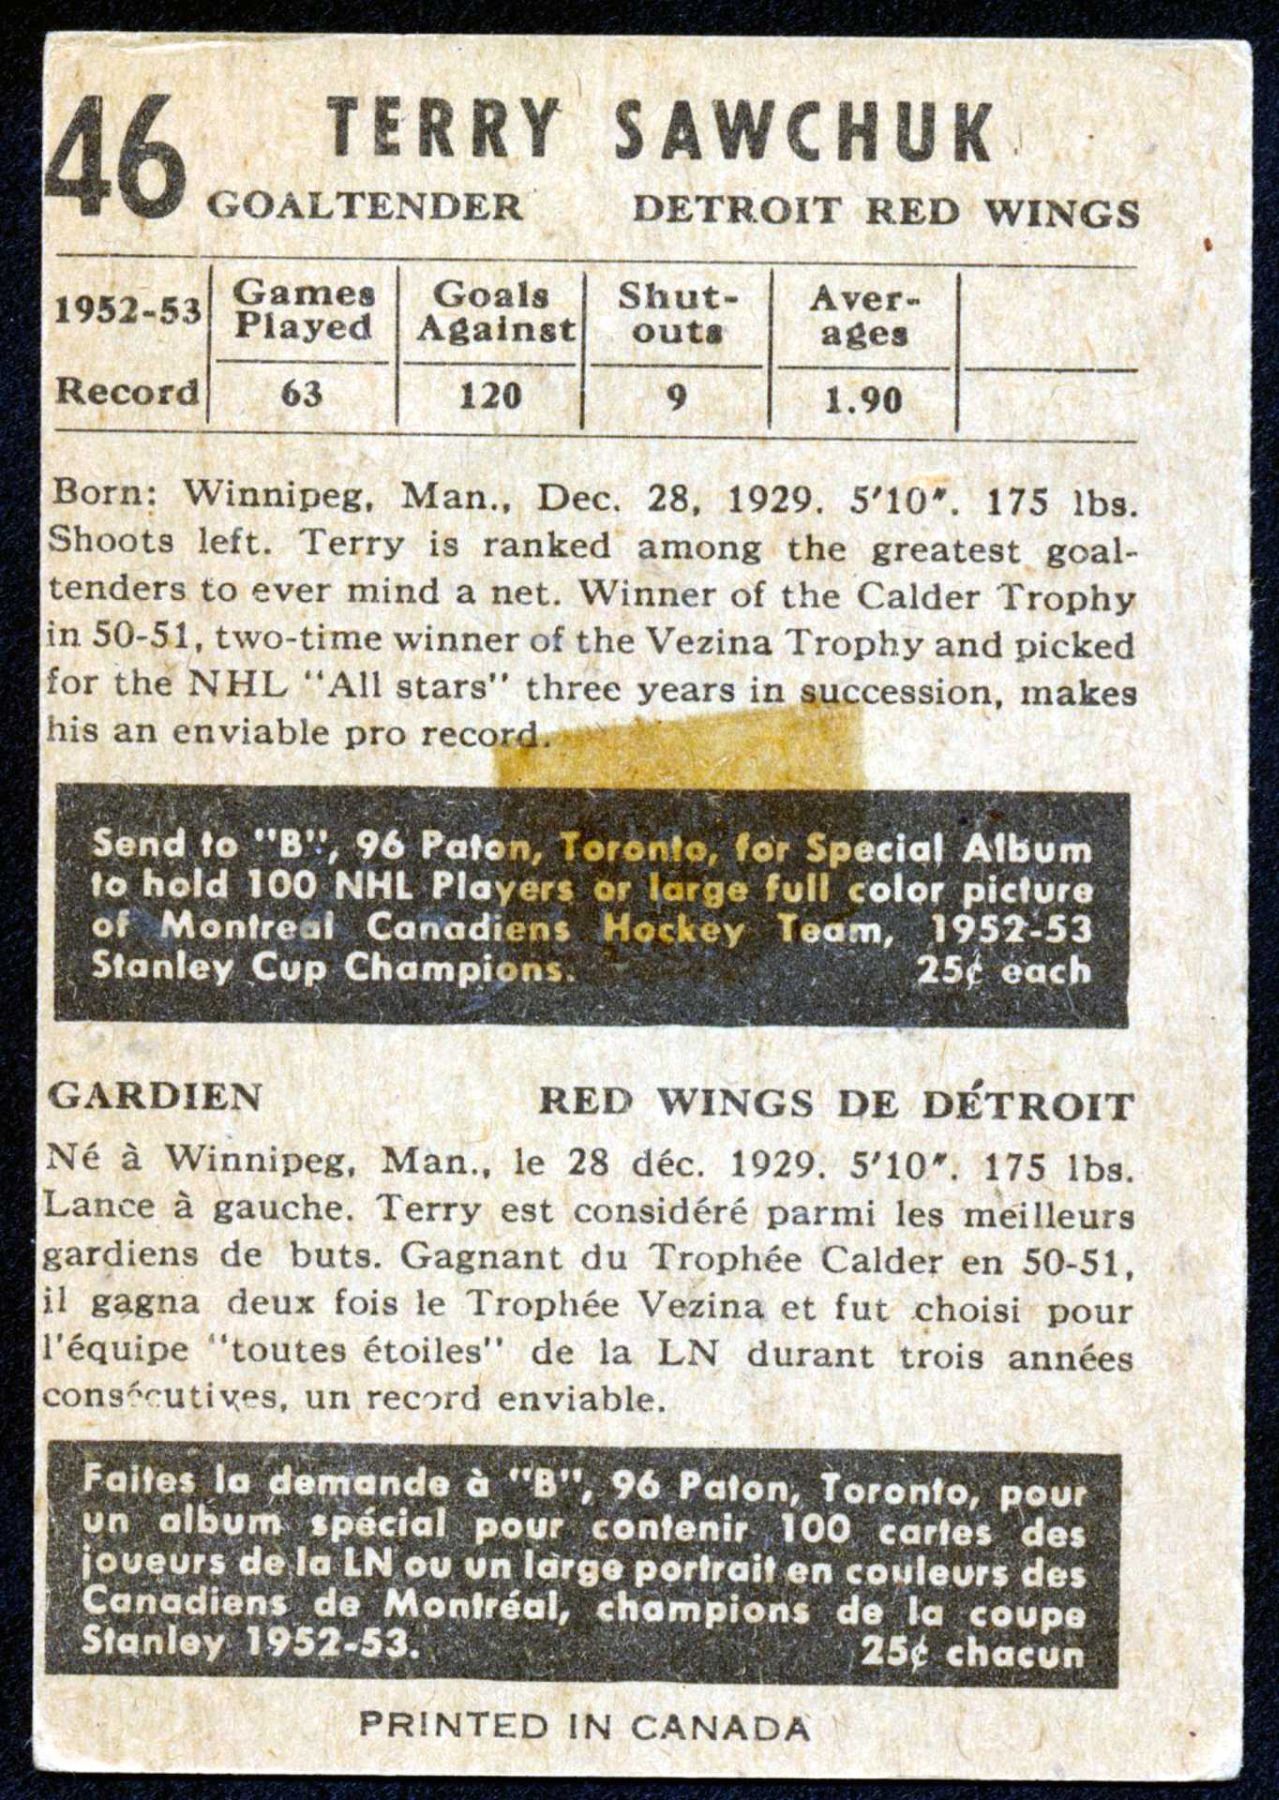 46 TERRY SAWCHUK
GOALTENDER DETROIT RED WINGS
1952-53 Games Played Goals Against Shut-outs Aver-ages
Record 63 120 9 1.90
Born: Winnipeg, Man., Dec. 28, 1929. 5'10". 175 lbs.
Shoots left. Terry is ranked among the greatest goal-
tenders to ever mind a net. Winner of the Calder Trophy
in 50-51, two-time winner of the Vezina Trophy and picked
for the NHL "All stars" three years in succession, makes
his an enviable pro record.
Send to "B", 96 Paton, Toronto, for Special Album
to hold 100 NHL Players or large full color picture
of Montreal Canadiens Hockey Team, 1952-53
Stanley Cup Champions. 25¢ each
GARDIEN RED WINGS DE DÉTROIT
Né à Winnipeg, Man., le 28 déc. 1929. 5'10". 175 lbs.
Lance à gauche. Terry est considéré parmi les meilleurs
gardiens de buts. Gagnant du Trophée Calder en 50-51,
il gagna deux fois le Trophée Vezina et fut choisi pour
l'équipe "toutes étoiles" de la LN durant trois années
consécutives, un record enviable.
Faites la demande à "B", 96 Paton, Toronto, pour
un album spécial pour contenir 100 cartes des
joueurs de la LN ou un large portrait en couleurs des
Canadiens de Montréal, champions de la coupe
Stanley 1952-53. 25¢ chacun
PRINTED IN CANADA